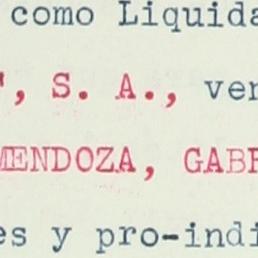 como Liquida
", S. A., ven
MENDOZA, GABR
es y pro-indi